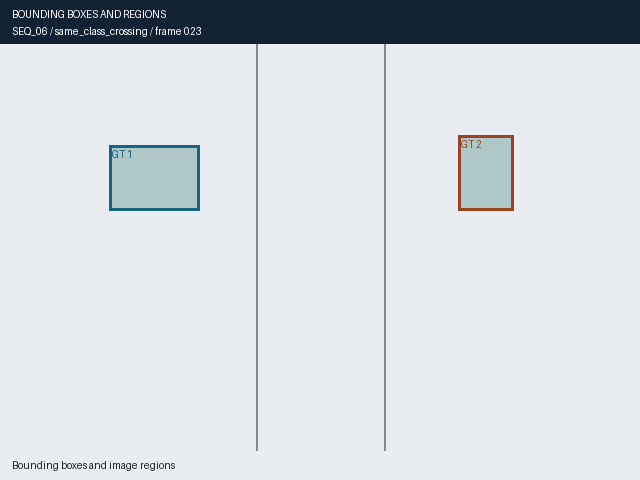 BOUNDING BOXES AND REGIONS
SEQ_06 / same_class_crossing / frame 023
GT1
GT2
Bounding boxes and image regions